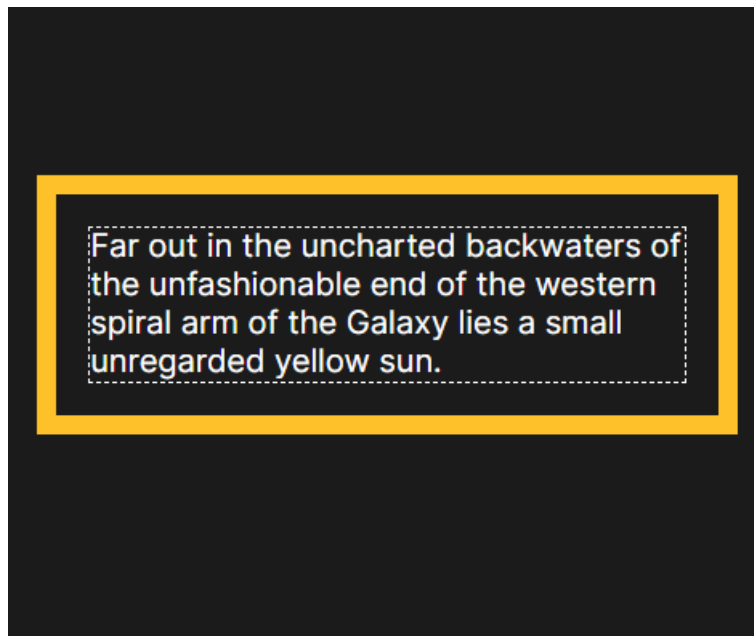 Far out in the uncharted backwaters of
the unfashionable end of the western
spiral arm of the Galaxy lies a small
unregarded yellow sun.